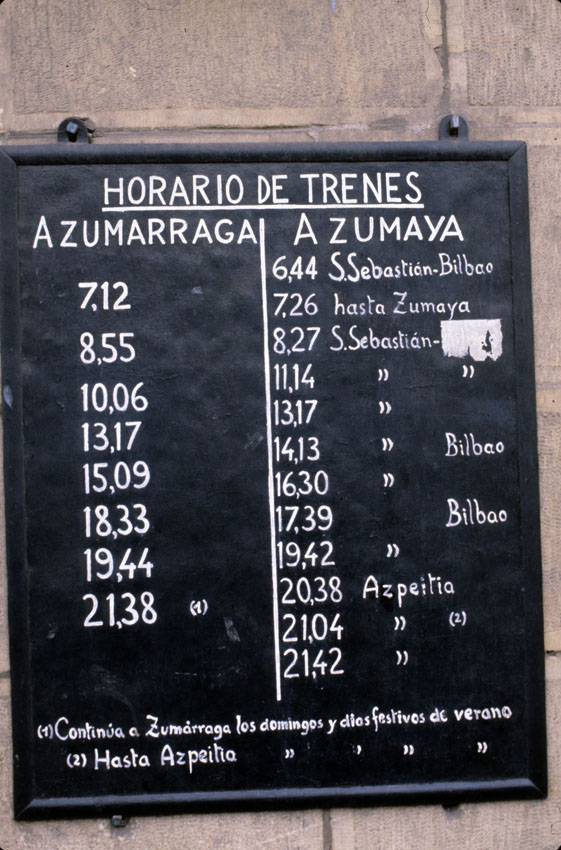 HORARIO DE TRENES
A ZUMARRAGA
7,12
8,55
10,06
13,17
15,09
18,33
19,44
21,38 (1)
A ZUMAYA
6,44 S.Sebastián-Bilbao
7,26 hasta Zumaya
8,27 S.Sebastián-
11,14 " "
13,17 "
14,13 " Bilbao
16,30 "
17,39 Bilbao
19,42 "
20,38 Azpeitia
21,04 " (2)
21,42 "
(1) Continúa a Zumárraga los domingos y dias festivos de verano
(2) Hasta Azpeitia " ' " "